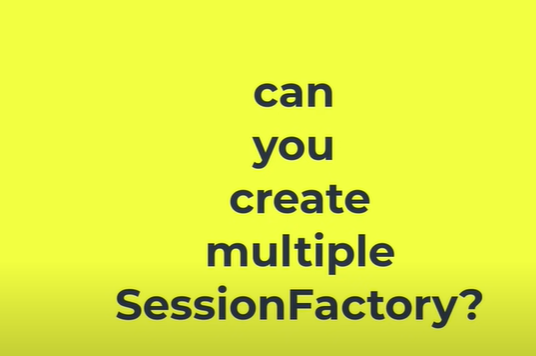 can
you
create
multiple
SessionFactory?